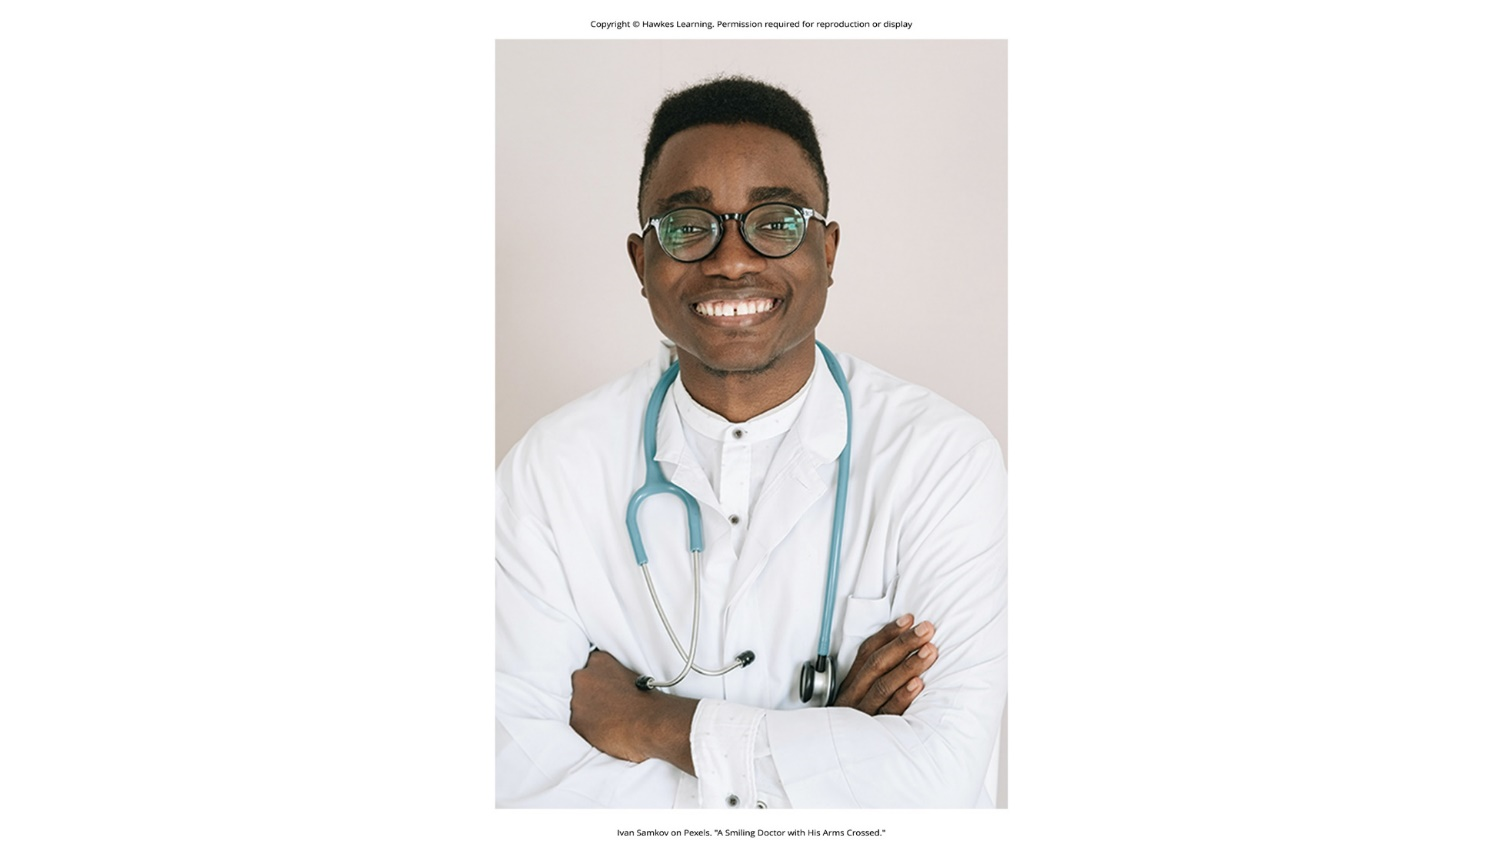 Copyright © Hawkes Learning. Permission required for reproduction or display
Ivan Samkov on Pexels. "A Smiling Doctor with His Arms Crossed."